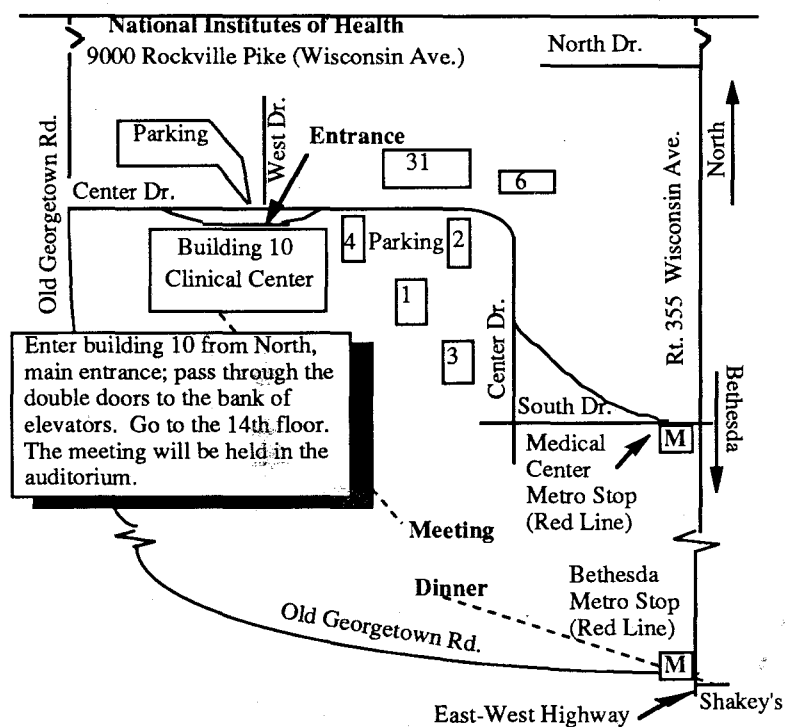 National Institutes of Health
9000 Rockville Pike (Wisconsin Ave.)
North Dr.
North
Old Georgetown Rd.
Parking
West Dr.
Entrance
31
6
Rt. 355 Wisconsin Ave.
Center Dr.
Building 10
Clinical Center
4
Parking
2
1
3
Center Dr.
Enter building 10 from North,
main entrance; pass through the
double doors to the bank of
elevators. Go to the 14th floor.
The meeting will be held in the
auditorium.
South Dr.
Bethesda
M
Medical
Center
Metro Stop
(Red Line)
Meeting
Dinner
Bethesda
Metro Stop
(Red Line)
Old Georgetown Rd.
M
Shakey's
East-West Highway